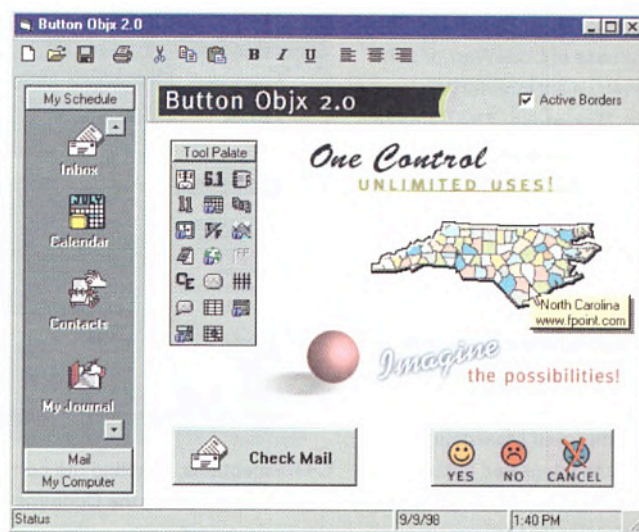 Button Objx 2.0
B I U
My Schedule
Inbox
Calendar
Contacts
My Journal
Mail
My Computer
Button Objx 2.0
Active Borders
Tool Palate
5.1
One Control
UNLIMITED USES!
North Carolina
www.fpoint.com
Imagine
the possibilities!
Check Mail
YES NO CANCEL
Status
9/9/98
1:40 PM